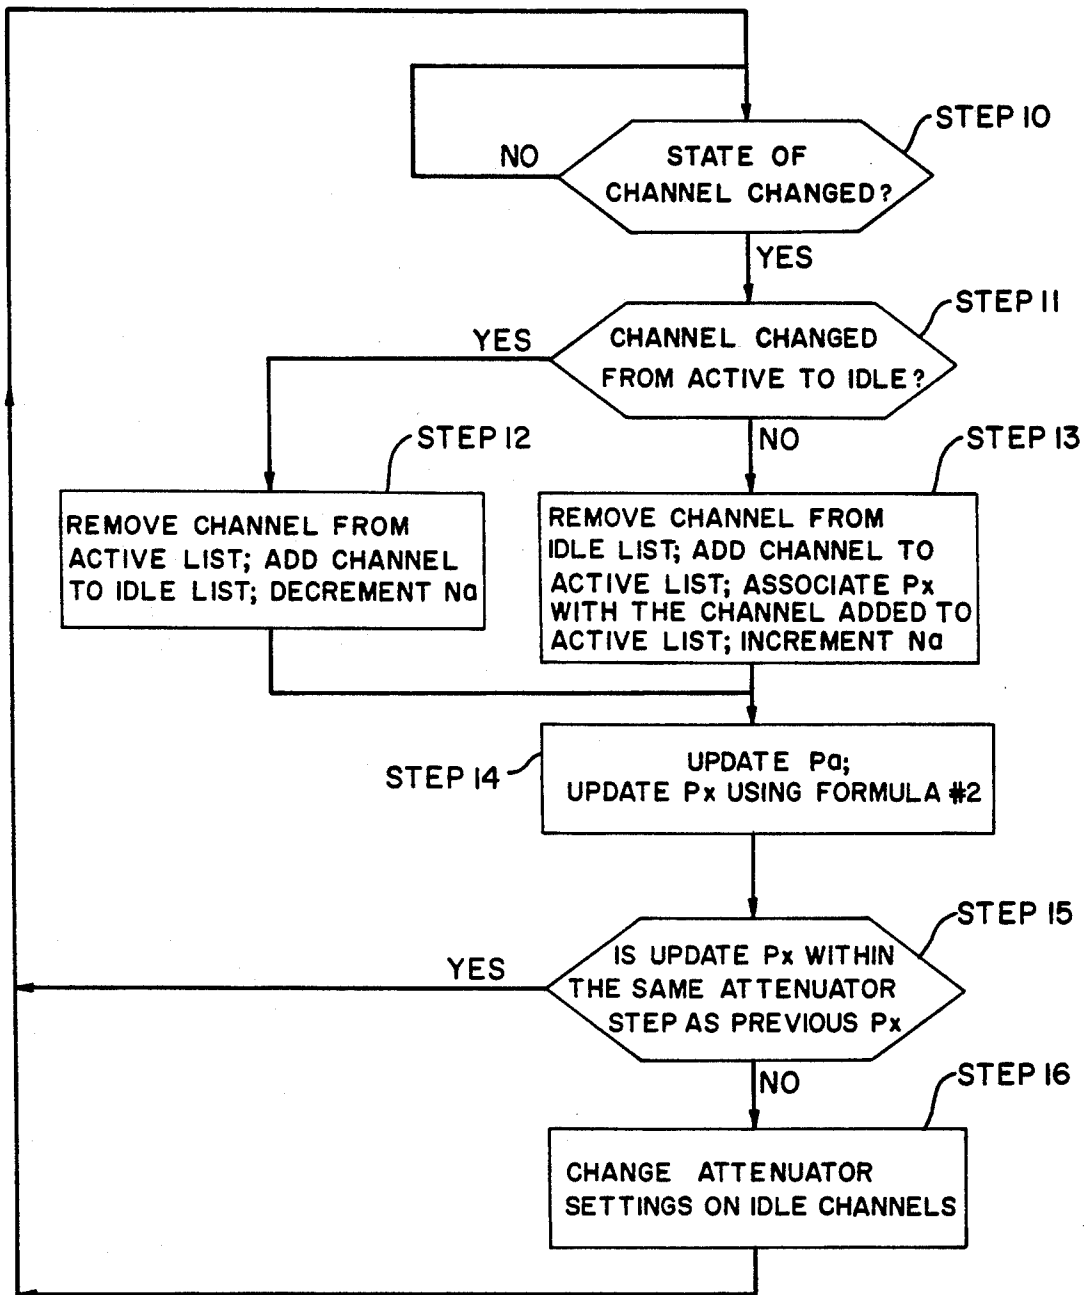 STEP 10
STATE OF
CHANNEL CHANGED?
NO
YES
STEP 11
CHANNEL CHANGED
FROM ACTIVE TO IDLE?
YES
NO
STEP 12
REMOVE CHANNEL FROM
ACTIVE LIST; ADD CHANNEL
TO IDLE LIST; DECREMENT Na
STEP 13
REMOVE CHANNEL FROM
IDLE LIST; ADD CHANNEL TO
ACTIVE LIST; ASSOCIATE Px
WITH THE CHANNEL ADDED TO
ACTIVE LIST; INCREMENT Na
STEP 14
UPDATE Pa;
UPDATE Px USING FORMULA #2
STEP 15
IS UPDATE Px WITHIN
THE SAME ATTENUATOR
STEP AS PREVIOUS Px
YES
NO
STEP 16
CHANGE ATTENUATOR
SETTINGS ON IDLE CHANNELS